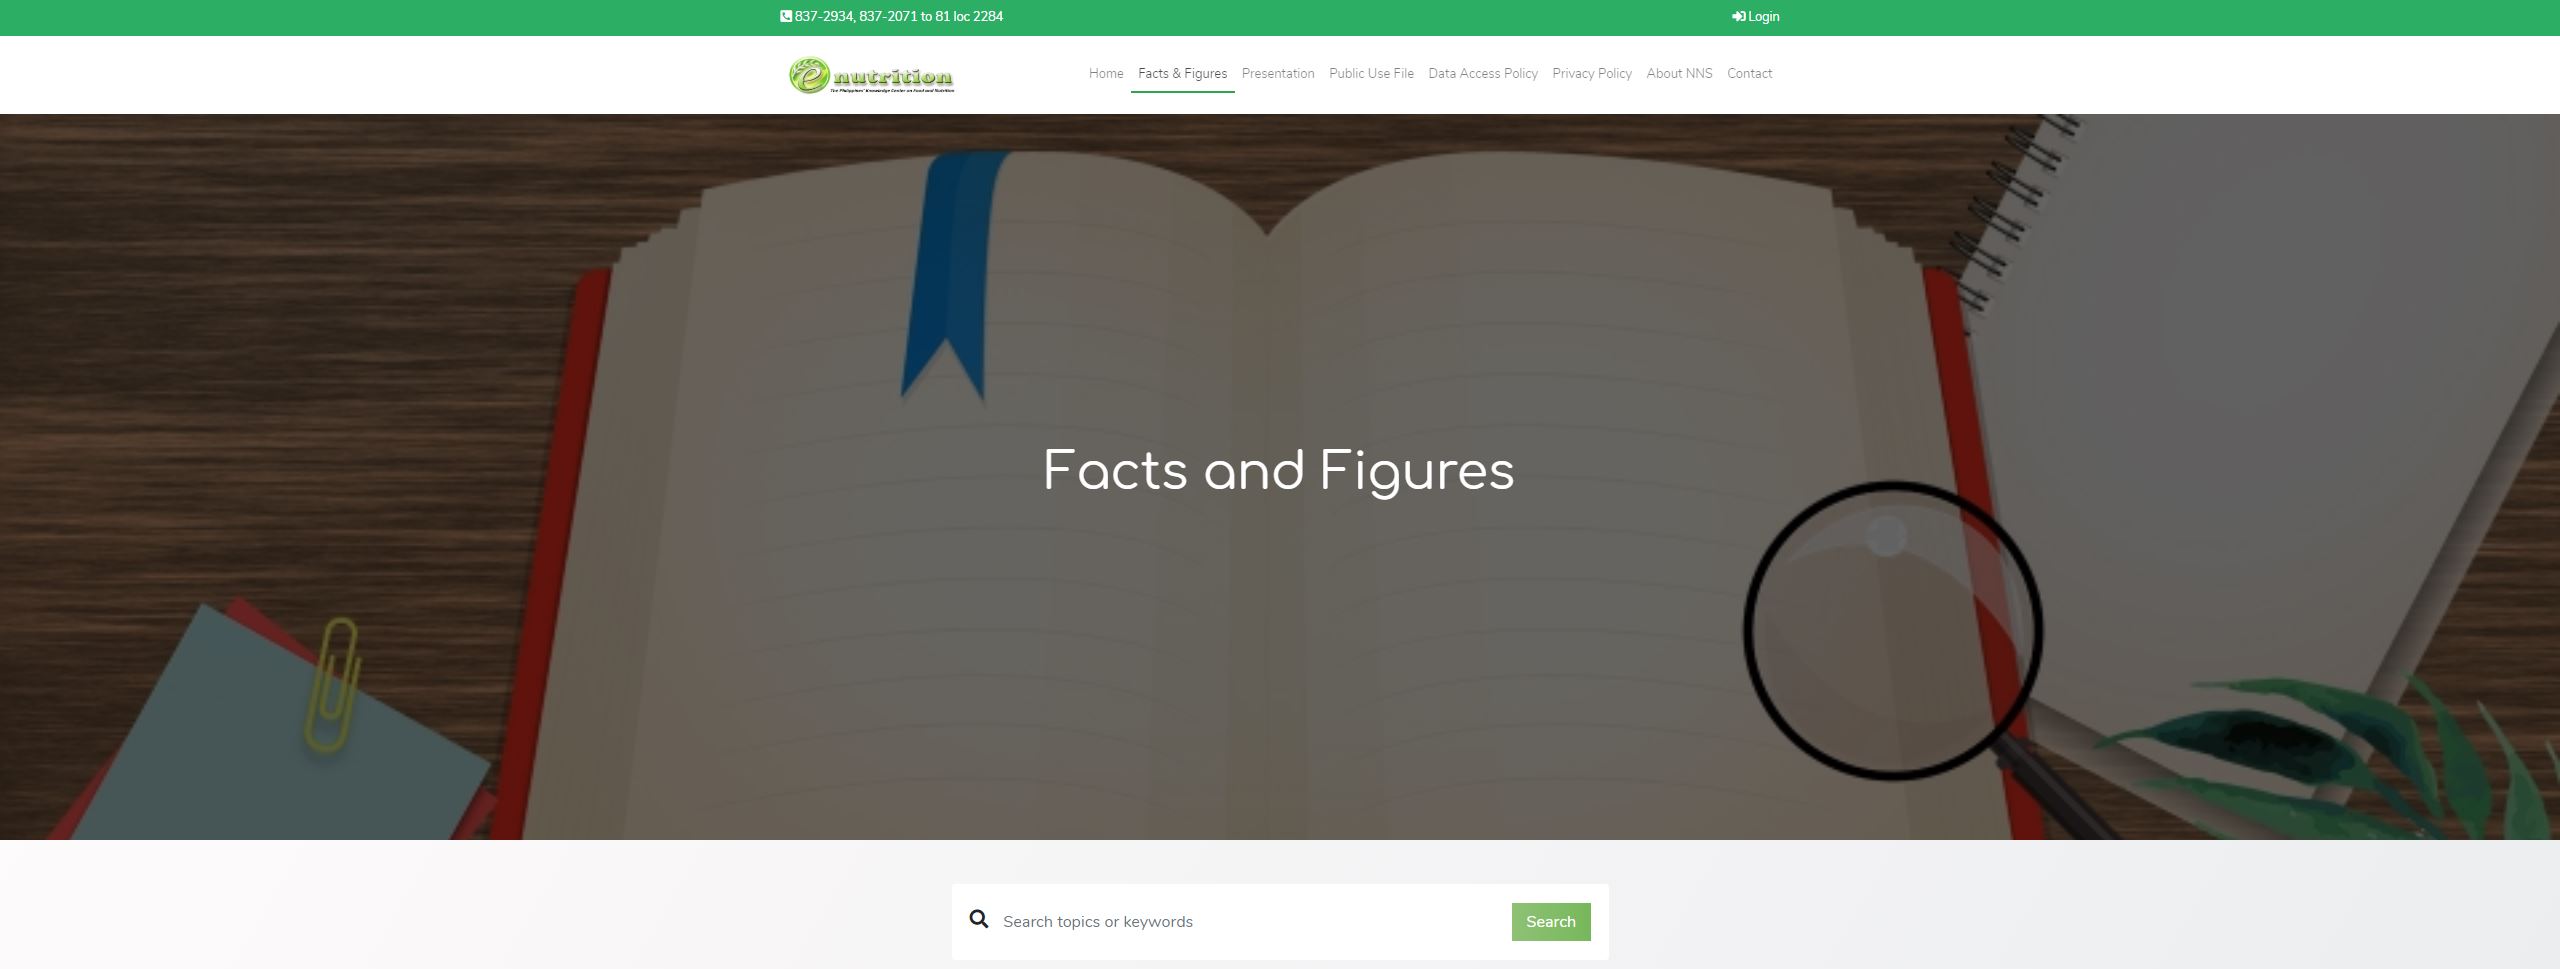 837-2934, 837-2071 to 81 loc 2284
Login
e nutrition
The Philippines' Knowledge Center on Food and Nutrition
Home
Facts & Figures
Presentation
Public Use File
Data Access Policy
Privacy Policy
About NNS
Contact
Facts and Figures
Search topics or keywords
Search